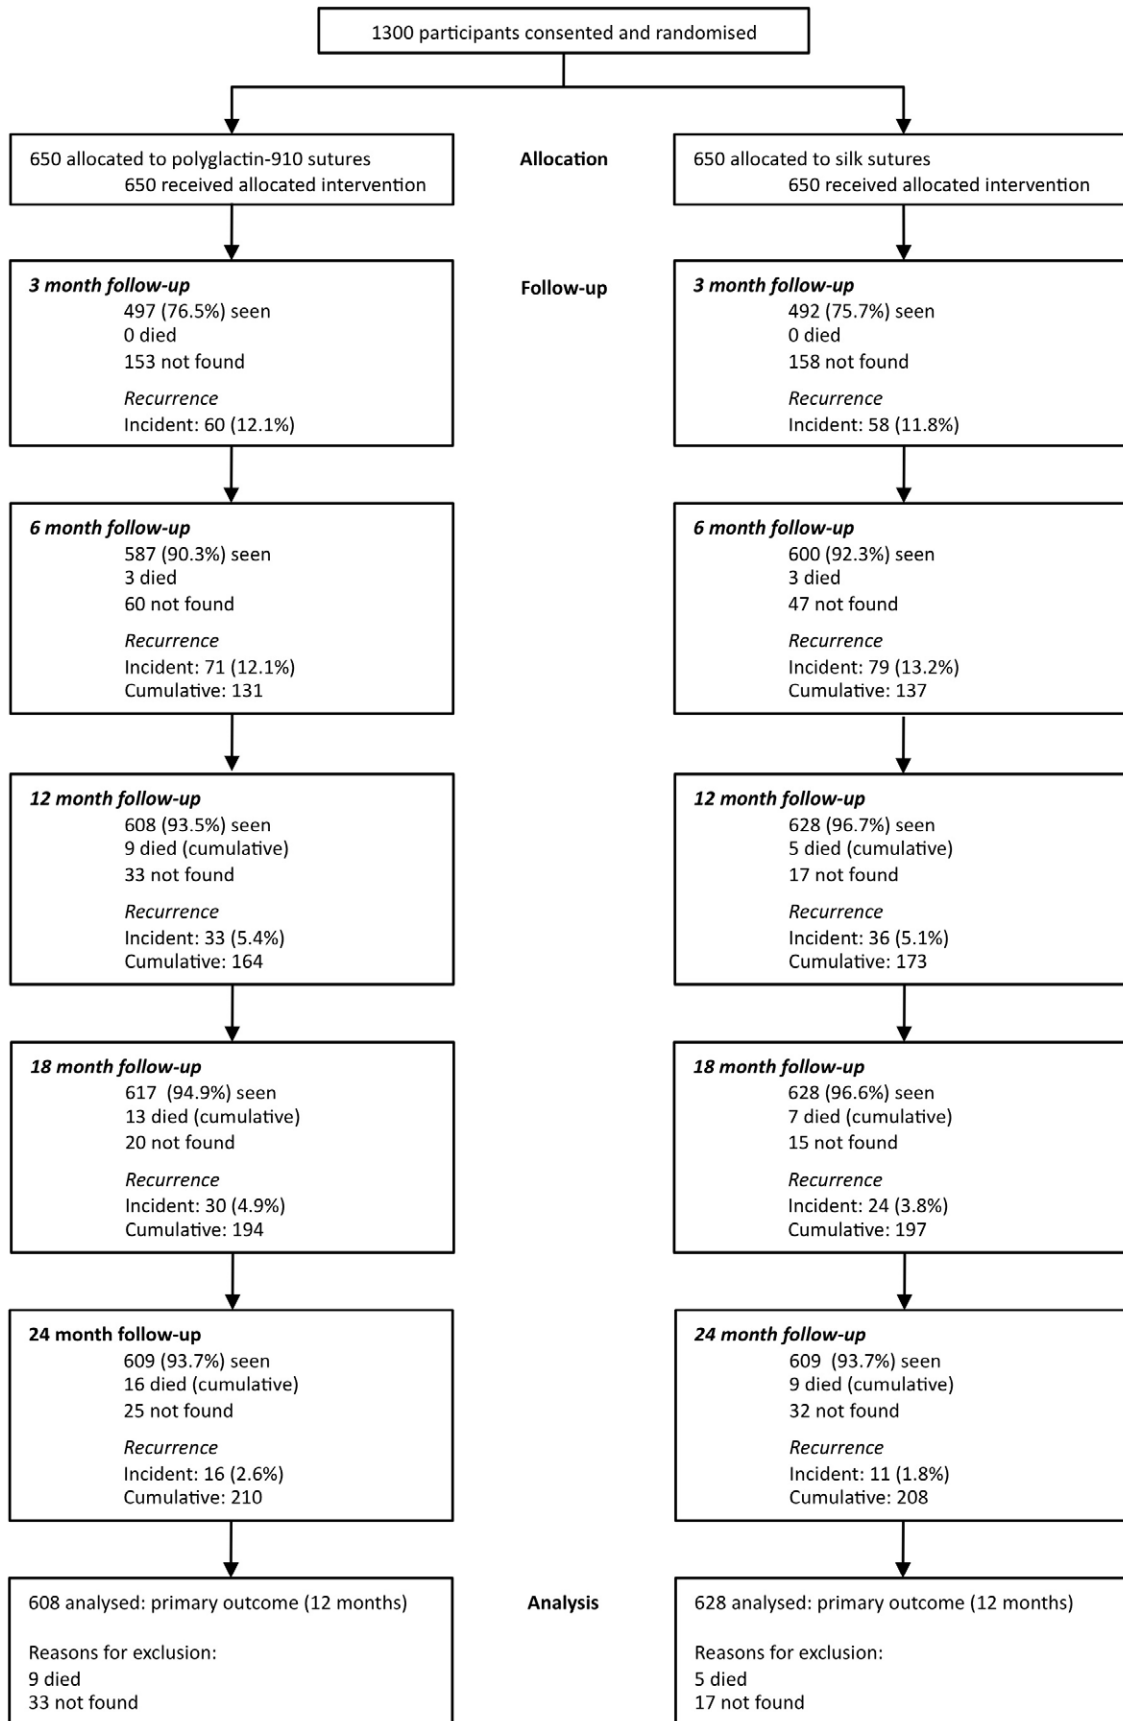 1300 participants consented and randomised
Allocation
650 allocated to polyglactin-910 sutures
650 received allocated intervention
650 allocated to silk sutures
650 received allocated intervention
Follow-up
3 month follow-up
497 (76.5%) seen
0 died
153 not found
Recurrence
Incident: 60 (12.1%)
3 month follow-up
492 (75.7%) seen
0 died
158 not found
Recurrence
Incident: 58 (11.8%)
6 month follow-up
587 (90.3%) seen
3 died
60 not found
Recurrence
Incident: 71 (12.1%)
Cumulative: 131
6 month follow-up
600 (92.3%) seen
3 died
47 not found
Recurrence
Incident: 79 (13.2%)
Cumulative: 137
12 month follow-up
608 (93.5%) seen
9 died (cumulative)
33 not found
Recurrence
Incident: 33 (5.4%)
Cumulative: 164
12 month follow-up
628 (96.7%) seen
5 died (cumulative)
17 not found
Recurrence
Incident: 36 (5.1%)
Cumulative: 173
18 month follow-up
617 (94.9%) seen
13 died (cumulative)
20 not found
Recurrence
Incident: 30 (4.9%)
Cumulative: 194
18 month follow-up
628 (96.6%) seen
7 died (cumulative)
15 not found
Recurrence
Incident: 24 (3.8%)
Cumulative: 197
24 month follow-up
609 (93.7%) seen
16 died (cumulative)
25 not found
Recurrence
Incident: 16 (2.6%)
Cumulative: 210
24 month follow-up
609 (93.7%) seen
9 died (cumulative)
32 not found
Recurrence
Incident: 11 (1.8%)
Cumulative: 208
Analysis
608 analysed: primary outcome (12 months)
Reasons for exclusion:
9 died
33 not found
628 analysed: primary outcome (12 months)
Reasons for exclusion:
5 died
17 not found